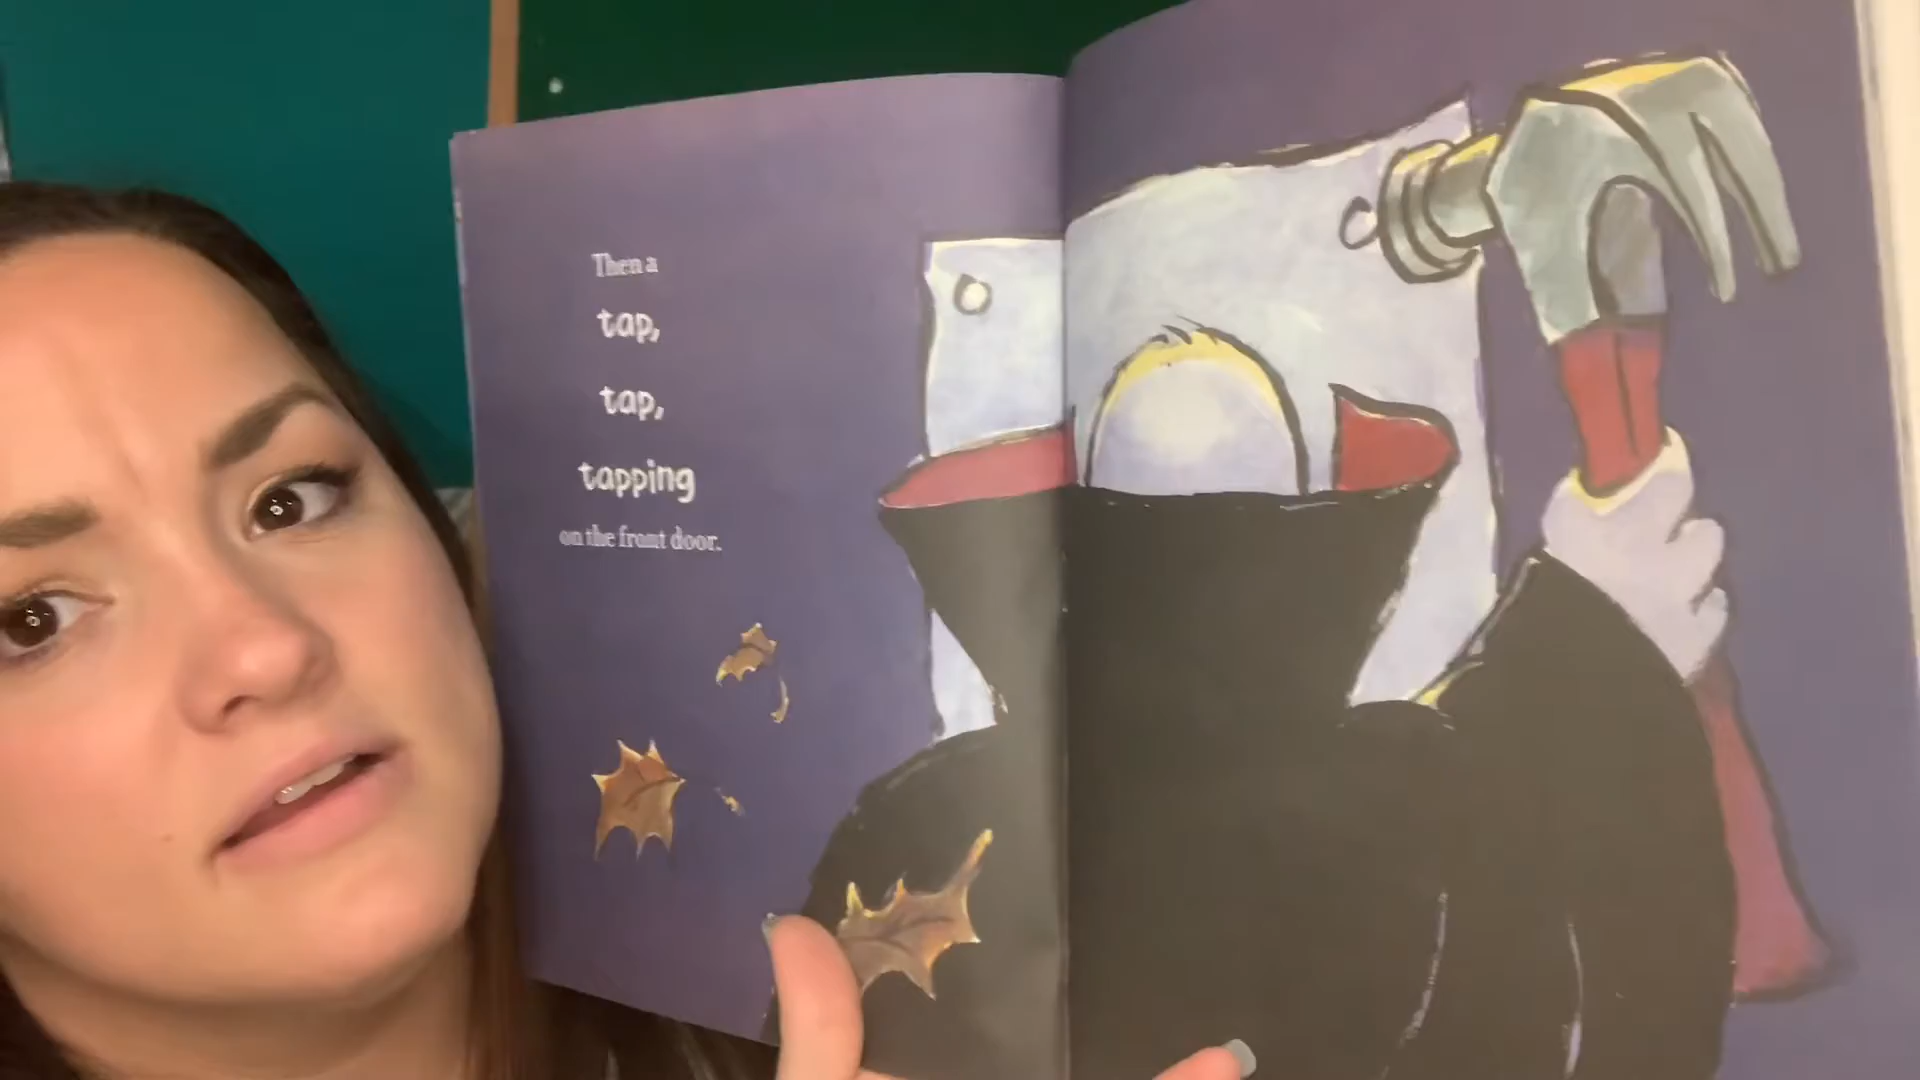 Then a
tap,
tap,
tapping
on the front door.